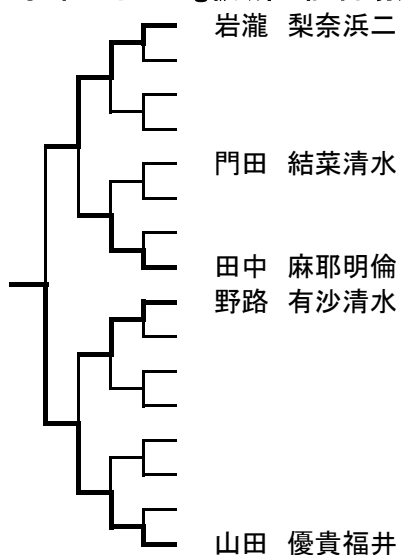 岩瀧 梨奈浜二
門田 結菜清水
田中 麻耶明倫
野路 有沙清水
山田 優貴福井